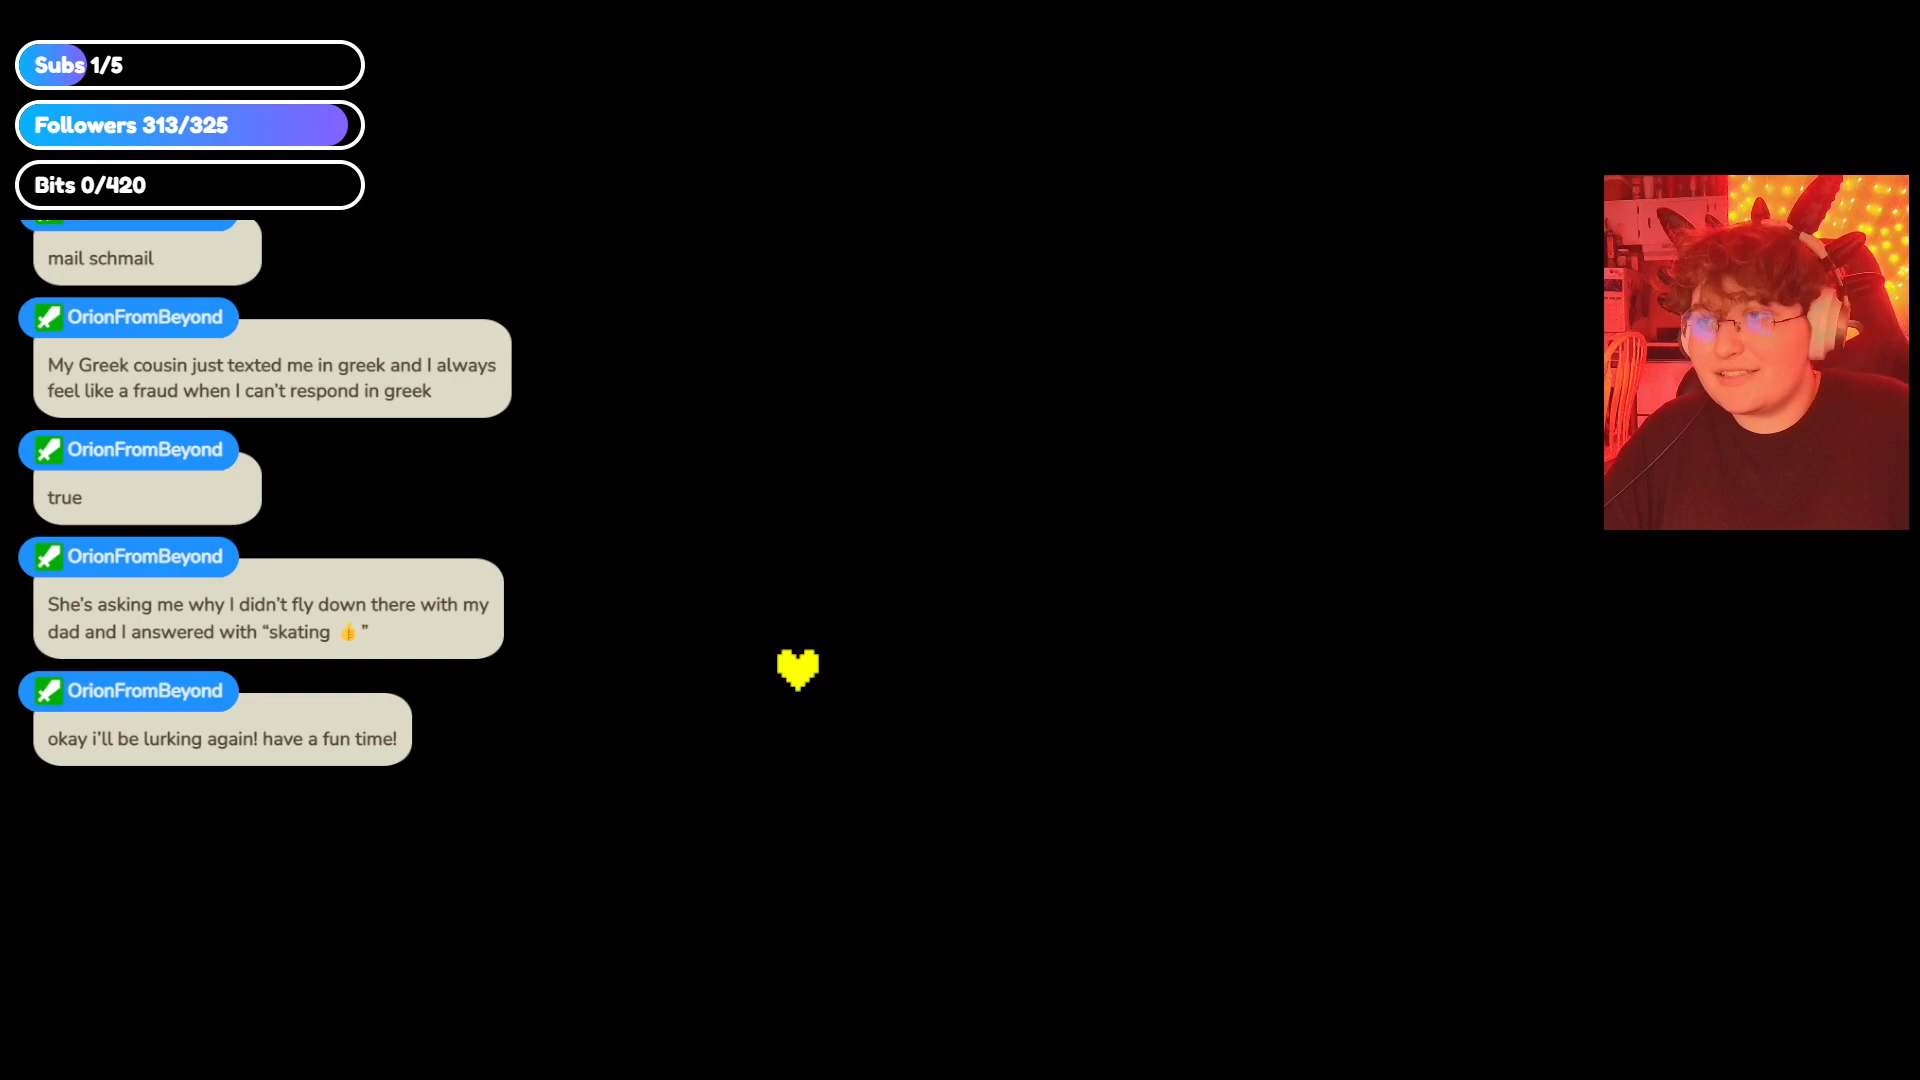 Subs 1/5
Followers 313/325
Bits 0/420
mail schmail
OrionFromBeyond
My Greek cousin just texted me in greek and I always
feel like a fraud when I can't respond in greek
OrionFromBeyond
true
OrionFromBeyond
She's asking me why I didn't fly down there with my
dad and I answered with “skating 👍”
OrionFromBeyond
okay i'll be lurking again! have a fun time!